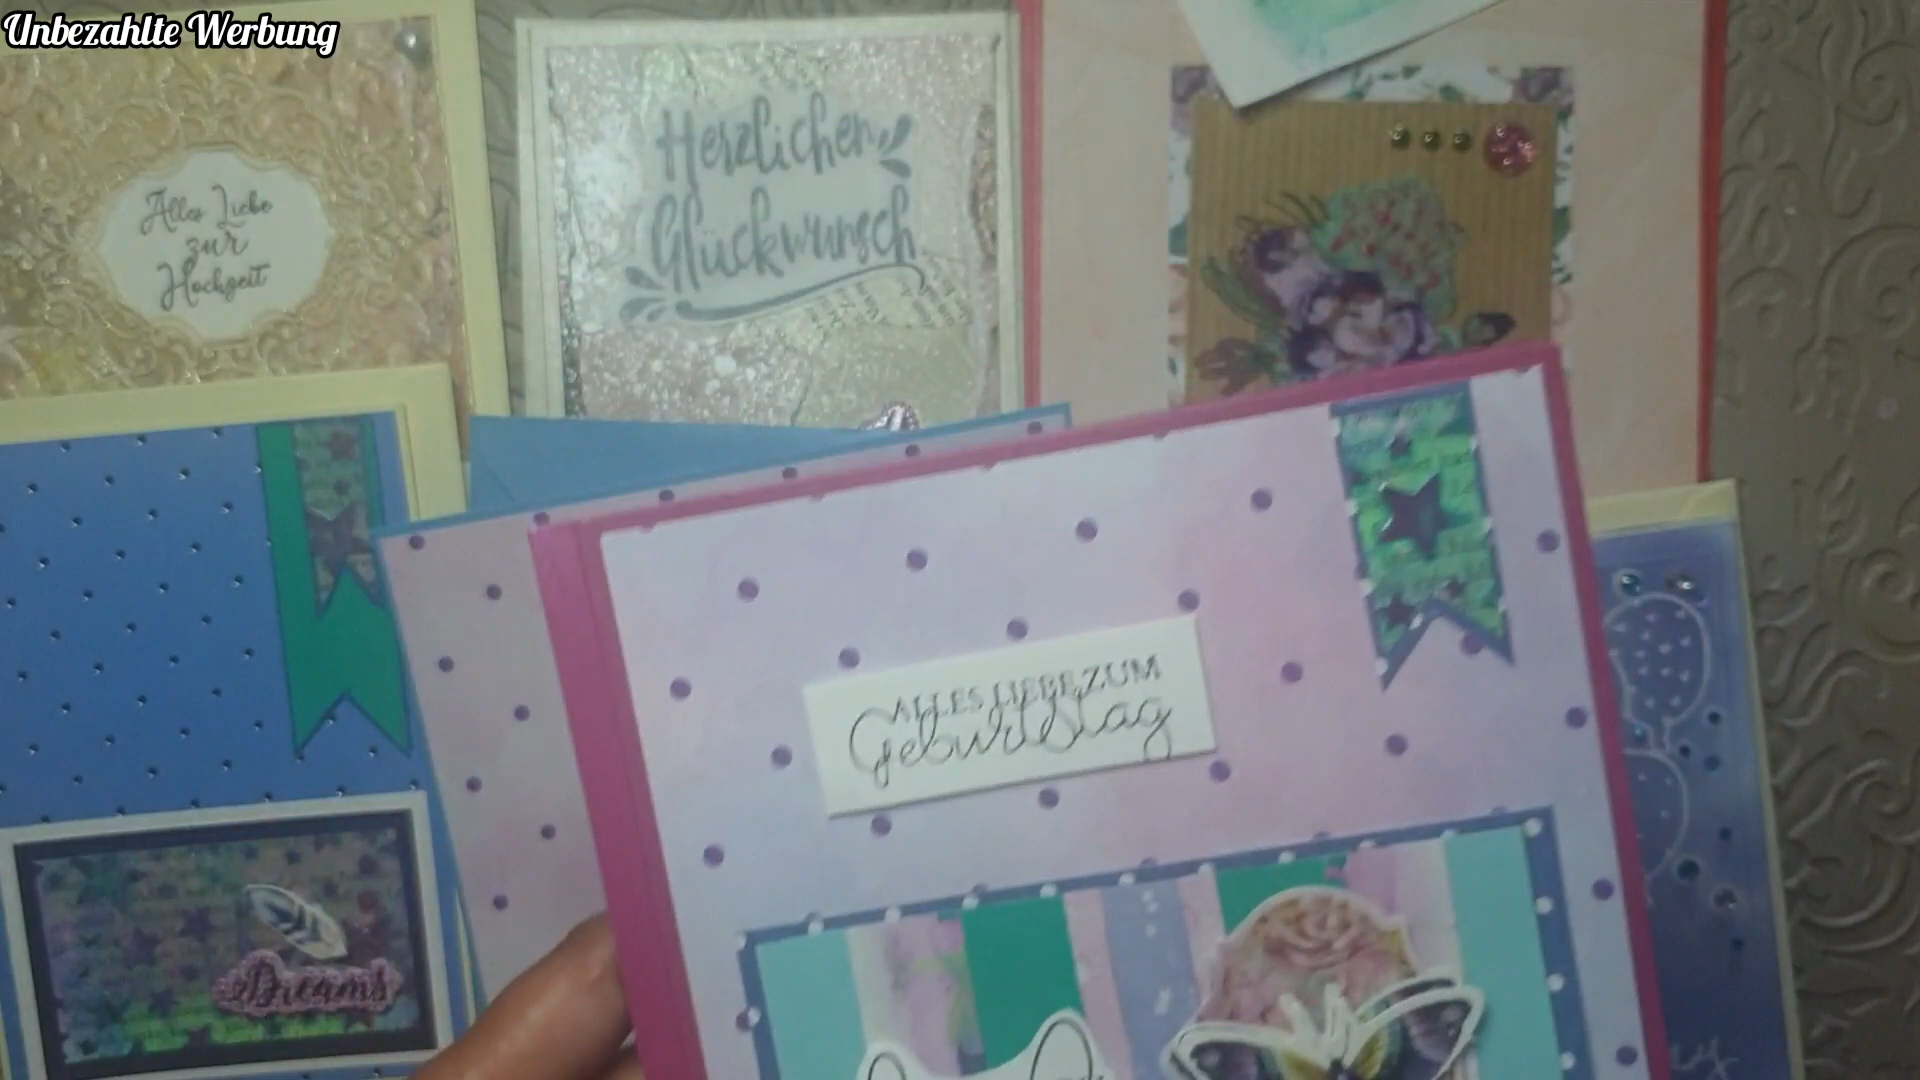 Unbezahlte Werbung
Alles Liebe
zur
Hochzeit
Herzlichen
Glückwunsch
ALLES LIEBE ZUM
Geburtstag
Dreams